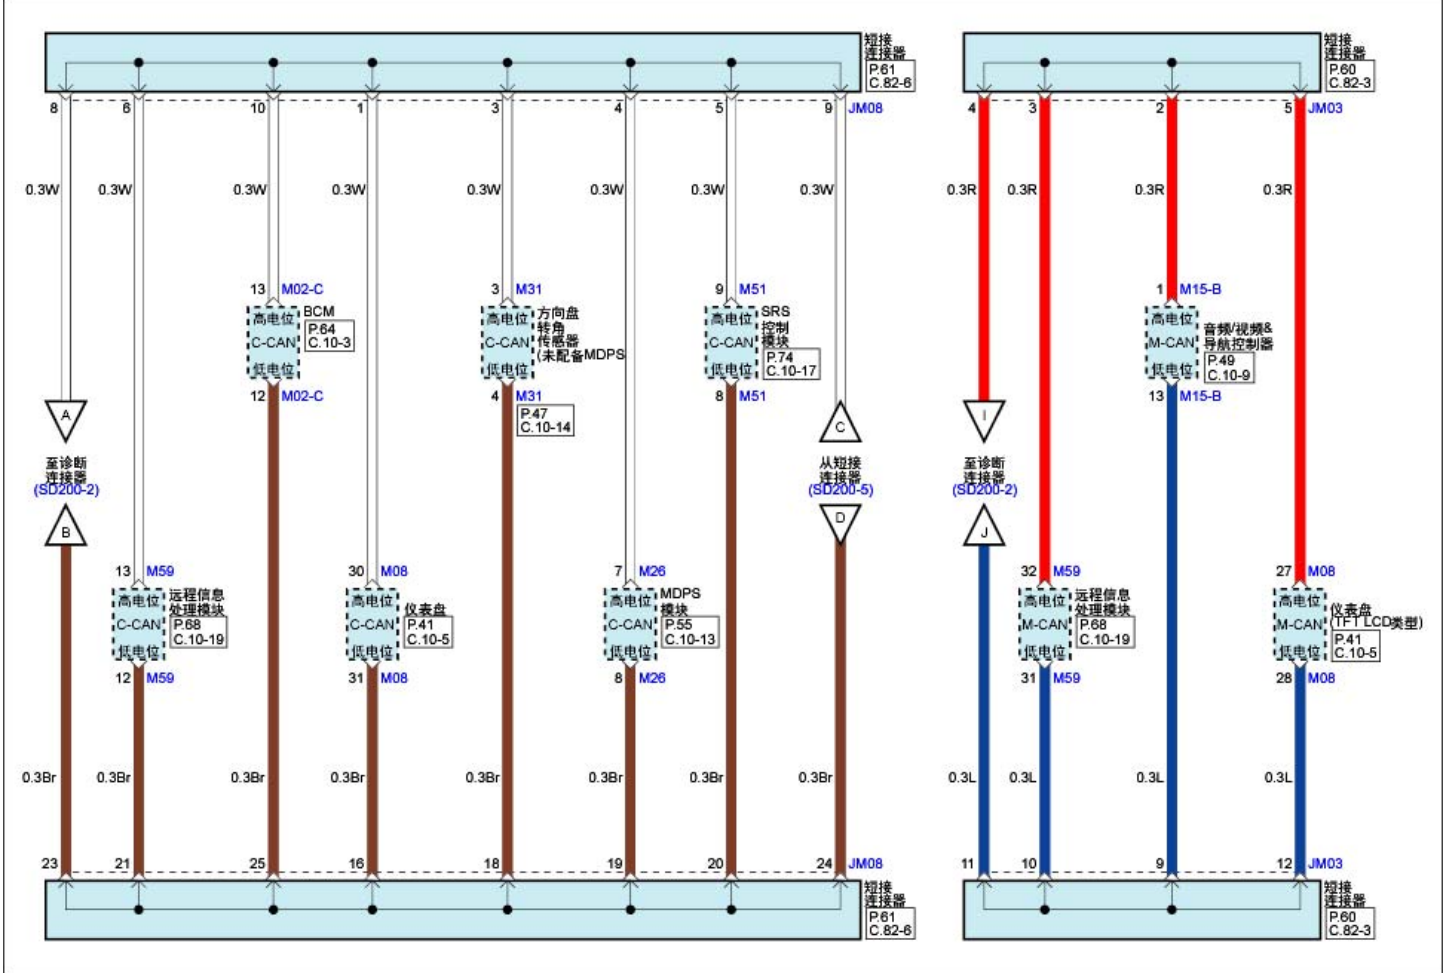 短接
连接器
P.61
C.82-6
短接
连接器
P.60
C.82-3
8 6 10 1 3 4 5 9 JM08
4 3 2 5 JM03
0.3W 0.3W 0.3W 0.3W 0.3W 0.3W 0.3W 0.3W
0.3R 0.3R 0.3R 0.3R
13 M02-C
高电位
C-CAN
低电位
BCM
P.64
C.10-3
12 M02-C
3 M31
高电位
C-CAN
低电位
方向盘
转角
传感器
(未配备MDPS
4 M31
P.47
C.10-14
9 M51
高电位
C-CAN
低电位
SRS
控制
模块
P.74
C.10-17
8 M51
1 M15-B
高电位
M-CAN
低电位
音频/视频&
导航控制器
P.49
C.10-9
13 M15-B
A
至诊断
连接器
(SD200-2)
B
C
从短接
连接器
(SD200-5)
D
I
至诊断
连接器
(SD200-2)
J
13 M59
高电位
C-CAN
低电位
远程信息
处理模块
P.68
C.10-19
12 M59
30 M08
高电位
C-CAN
低电位
仪表盘
P.41
C.10-5
31 M08
7 M26
高电位
C-CAN
低电位
MDPS
模块
P.55
C.10-13
8 M26
32 M59
高电位
M-CAN
低电位
远程信息
处理模块
P.68
C.10-19
31 M59
27 M08
高电位
M-CAN
低电位
仪表盘
(TFT LCD类型)
P.41
C.10-5
28 M08
0.3Br 0.3Br 0.3Br 0.3Br 0.3Br 0.3Br 0.3Br 0.3Br
0.3L 0.3L 0.3L 0.3L
23 21 25 16 18 19 20 24 JM08
11 10 9 12 JM03
短接
连接器
P.61
C.82-6
短接
连接器
P.60
C.82-3